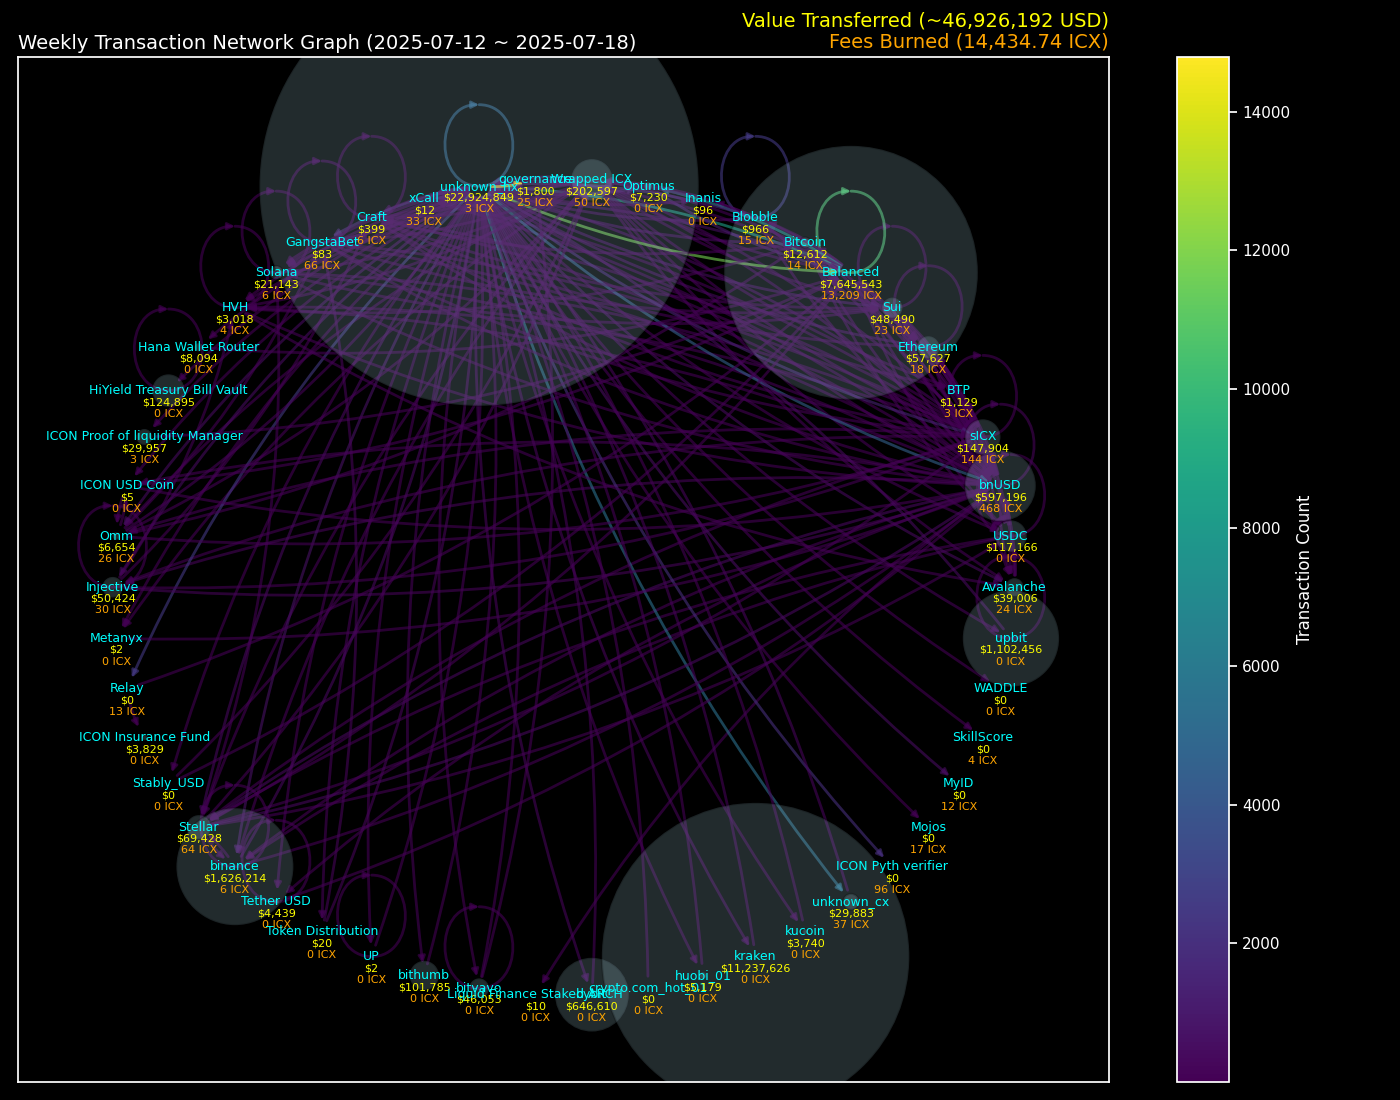 Value Transferred (~46,926,192 USD)
Weekly Transaction Network Graph (2025-07-12 ~ 2025-07-18)
Fees Burned (14,434.74 ICX)
unknown_hx
$22,924,849
3 ICX
governance
$1,800
25 ICX
Wrapped ICX
$202,597
50 ICX
Optimus
$7,230
0 ICX
Inanis
$96
0 ICX
Blobble
$966
15 ICX
Bitcoin
$12,612
14 ICX
Balanced
$7,645,543
13,209 ICX
Sui
$48,490
23 ICX
Ethereum
$57,627
18 ICX
BTP
$1,129
3 ICX
sICX
$147,904
144 ICX
bnUSD
$597,196
468 ICX
USDC
$117,166
0 ICX
Avalanche
$39,006
24 ICX
upbit
$1,102,456
0 ICX
WADDLE
$0
0 ICX
SkillScore
$0
4 ICX
MyID
$0
12 ICX
Mojos
$0
17 ICX
ICON Pyth verifier
$0
96 ICX
unknown_cx
$29,883
37 ICX
kucoin
$3,740
0 ICX
kraken
$11,237,626
0 ICX
huobi_01
$5,179
0 ICX
crypto.com_hot_01
$0
0 ICX
$646,610
0 ICX
Liquid Finance Staked
$10
0 ICX
bitvavo
$46,053
0 ICX
bithumb
$101,785
0 ICX
UP
$2
0 ICX
Token Distribution
$20
0 ICX
Tether USD
$4,439
0 ICX
binance
$1,626,214
6 ICX
Stellar
$69,428
64 ICX
Stably_USD
$0
0 ICX
ICON Insurance Fund
$3,829
0 ICX
Relay
$0
13 ICX
Metanyx
$2
0 ICX
Injective
$50,424
30 ICX
Omm
$6,654
26 ICX
ICON USD Coin
$5
0 ICX
ICON Proof of liquidity Manager
$29,957
3 ICX
HiYield Treasury Bill Vault
$124,895
0 ICX
Hana Wallet Router
$8,094
0 ICX
HVH
$3,018
4 ICX
Solana
$21,143
6 ICX
GangstaBet
$83
66 ICX
Craft
$399
6 ICX
xCall
$12
33 ICX
14000
12000
10000
8000
6000
4000
2000
Transaction Count